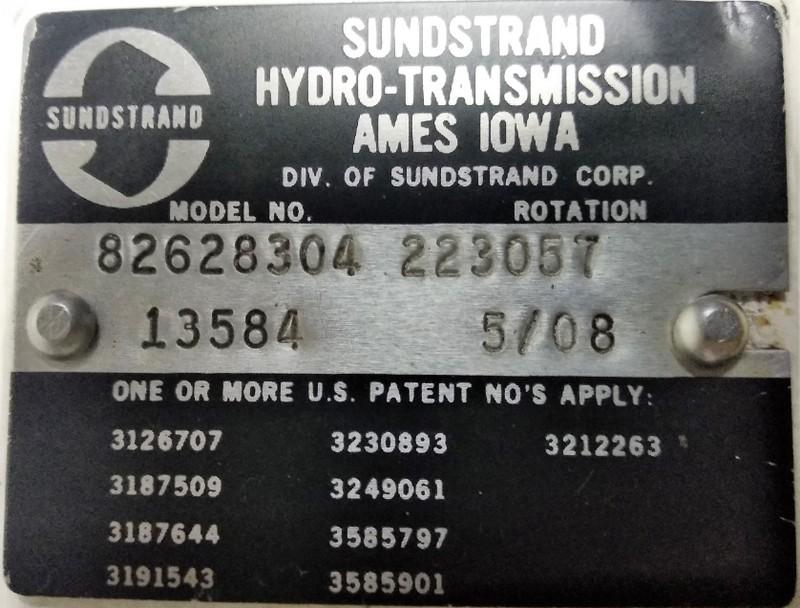 SUNDSTRAND
SUNDSTRAND
HYDRO-TRANSMISSION
AMES IOWA
DIV. OF SUNDSTRAND CORP.
MODEL NO. ROTATION
82628304 223057
13584 5/08
ONE OR MORE U.S. PATENT NO'S APPLY:
3126707 3230893 3212263
3187509 3249061
3187644 3585797
3191543 3585901